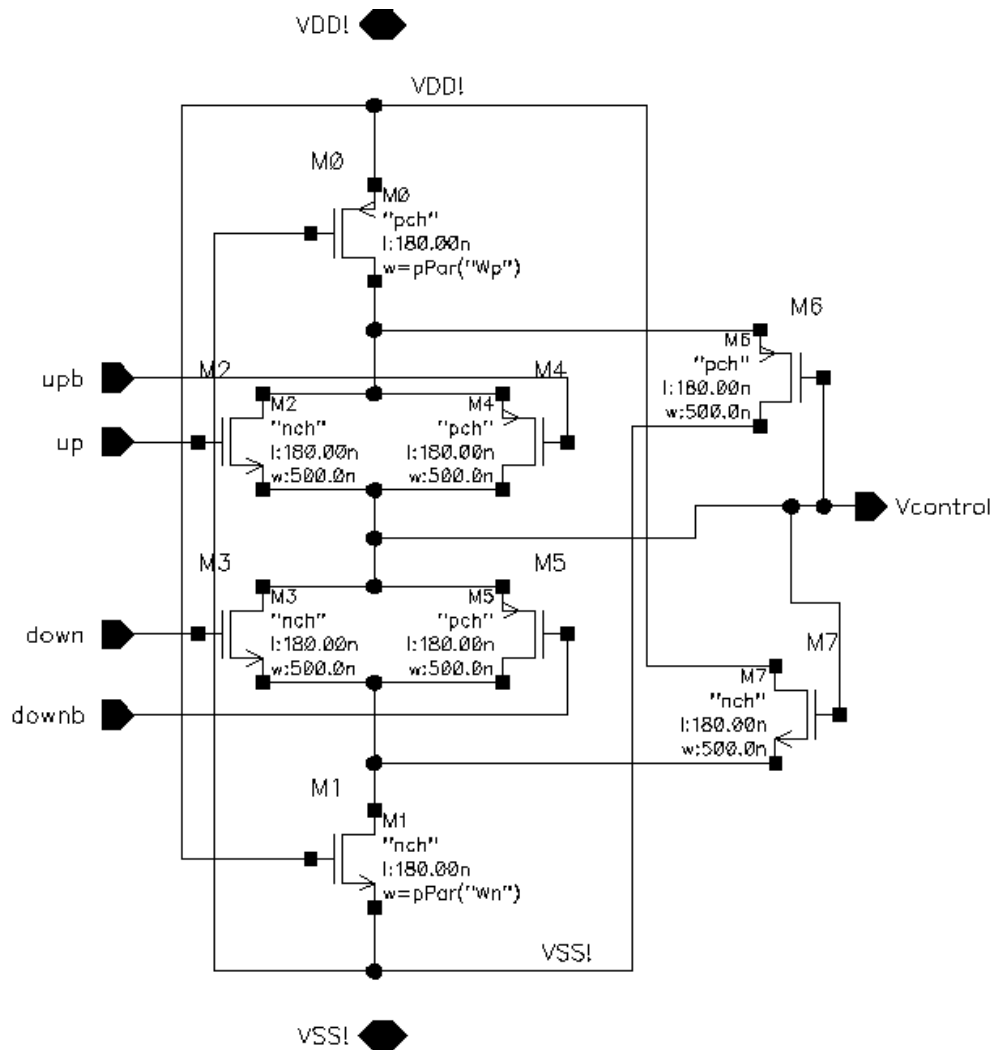 VDD!
VDD!
M0
M0
"pch"
l:180.00n
w=pPar("Wp")
M6
M6
"pch"
l:180.00n
w:500.0n
upb
M2
M4
up
M2
"nch"
l:180.00n
w:500.0n
M4
"pch"
l:180.00n
w:500.0n
Vcontrol
M3
M5
down
M3
"nch"
l:180.00n
w:500.0n
M5
"pch"
l:180.00n
w:500.0n
M7
M7
"nch"
l:180.00n
w:500.0n
downb
M1
M1
"nch"
l:180.00n
w=pPar("Wn")
VSS!
VSS!